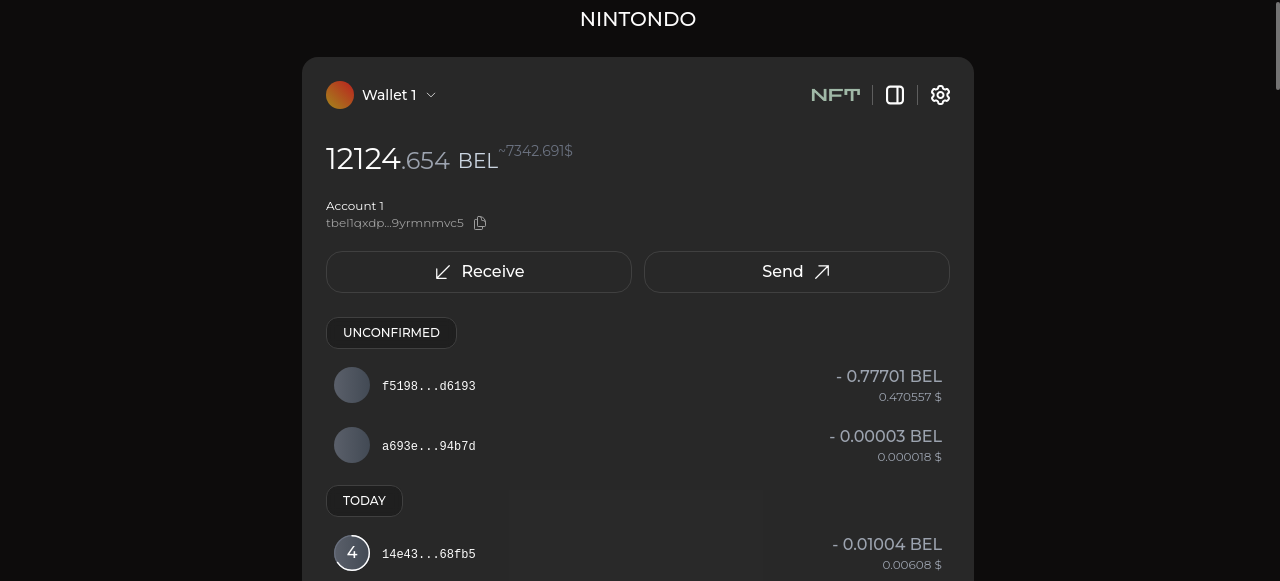 NINTONDO
Wallet 1
NFT
12124.654 BEL ~7342.691$
Account 1
tbel1qxdp...9yrmnmvc5
Receive
Send
UNCONFIRMED
f5198...d6193
- 0.77701 BEL
0.470557 $
a693e...94b7d
- 0.00003 BEL
0.000018 $
TODAY
4
14e43...68fb5
- 0.01004 BEL
0.00608 $